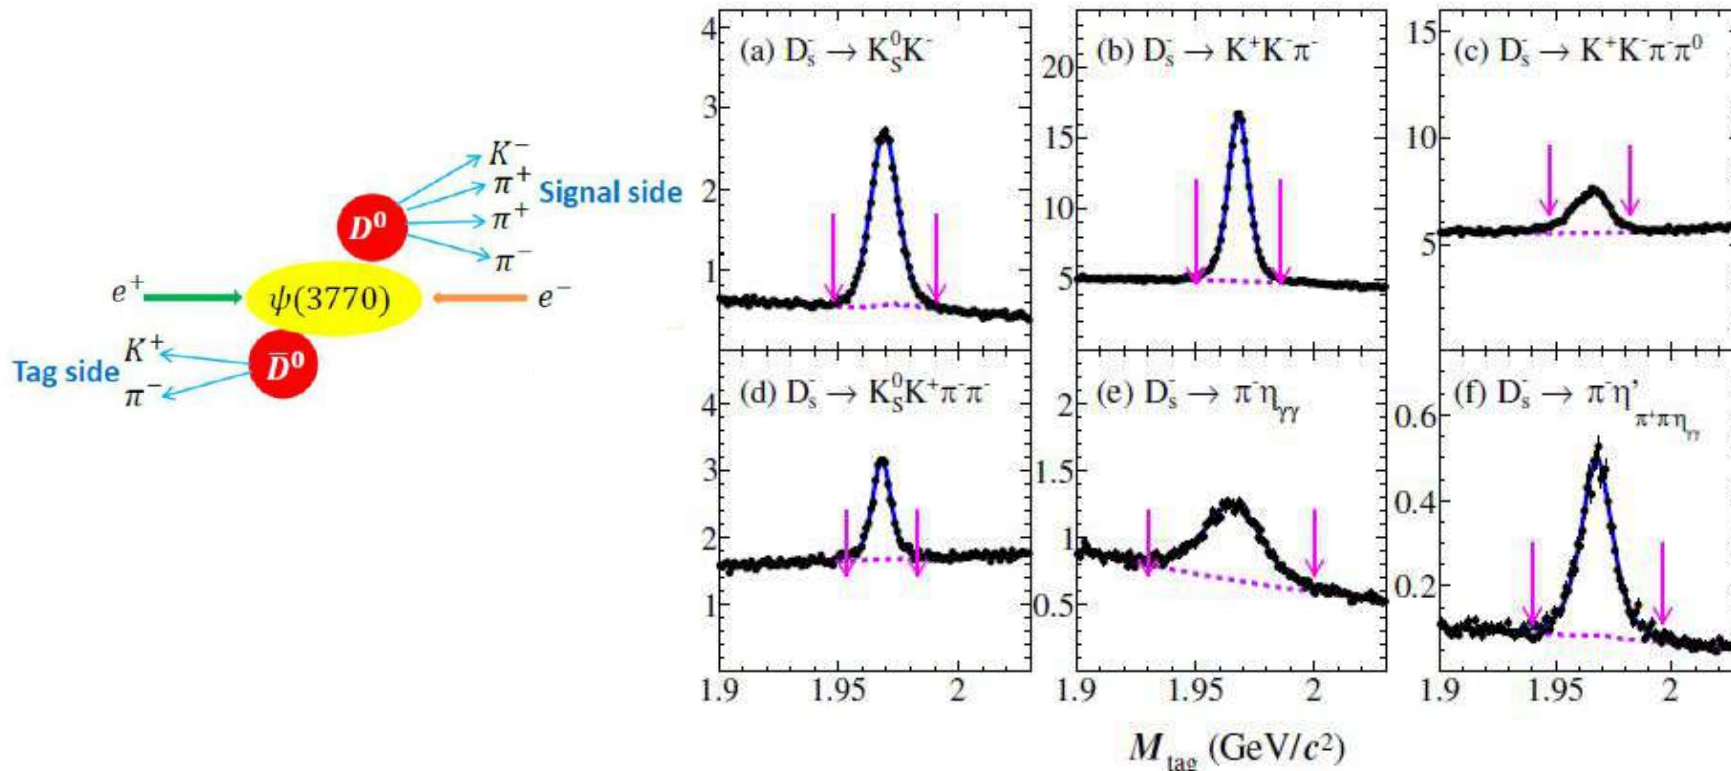 K⁻
π⁺ Signal side
D⁰ π⁺
π⁻
e⁺ ψ(3770) e⁻
Tag side K⁺ D̅⁰
π⁻
(a) D_s⁻ → K_S⁰K⁻
4
3
2
1
(b) D_s⁻ → K⁺K⁻π⁻
20
15
10
5
(c) D_s⁻ → K⁺K⁻π⁻π⁰
15
10
5
(d) D_s⁻ → K_S⁰K⁺π⁻π⁻
4
3
2
1
1.9 1.95 2
(e) D_s⁻ → π⁻η_γγ
2
1.5
1
0.5
1.9 1.95 2
(f) D_s⁻ → π⁻η'_π⁺π⁻η_γγ
0.6
0.4
0.2
1.9 1.95 2
M_tag (GeV/c²)